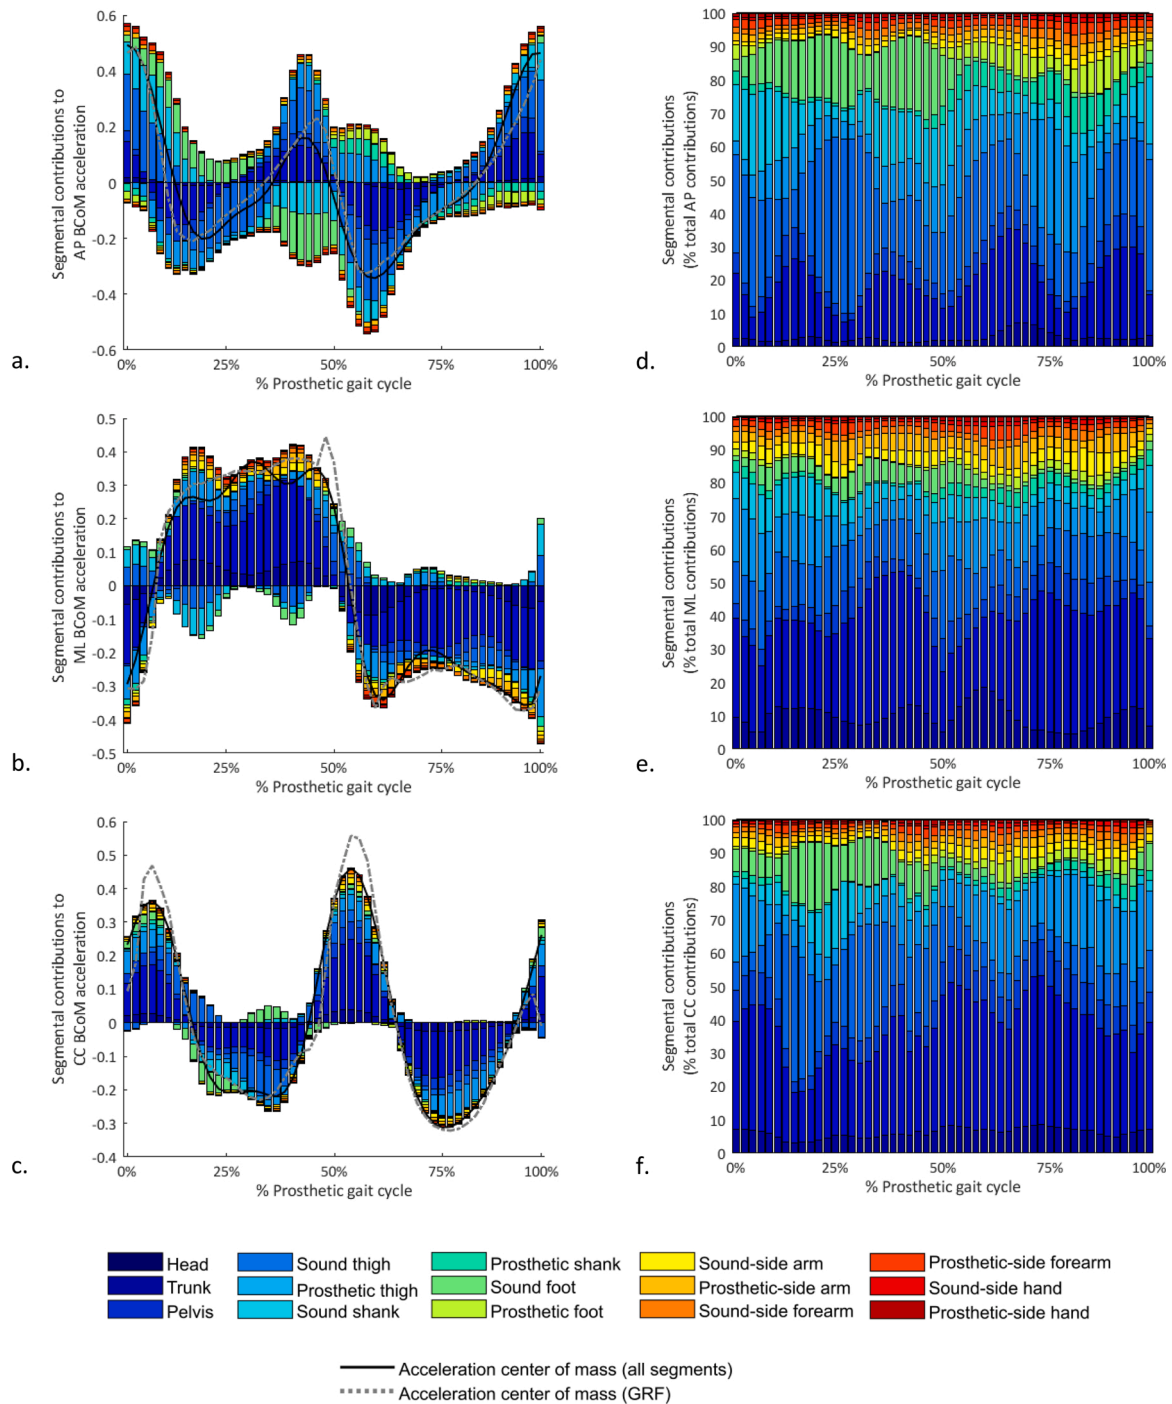 Segmental contributions to
AP BCoM acceleration
0.6
0.4
0.2
0
-0.2
-0.4
-0.6
0%
25%
50%
75%
100%
% Prosthetic gait cycle
a.
Segmental contributions
(% total AP contributions)
100
90
80
70
60
50
40
30
20
10
0
0%
25%
50%
75%
100%
% Prosthetic gait cycle
d.
Segmental contributions to
ML BCoM acceleration
0.5
0.4
0.3
0.2
0.1
0
-0.1
-0.2
-0.3
-0.4
-0.5
0%
25%
50%
75%
100%
% Prosthetic gait cycle
b.
Segmental contributions
(% total ML contributions)
100
90
80
70
60
50
40
30
20
10
0
0%
25%
50%
75%
100%
% Prosthetic gait cycle
e.
Segmental contributions to
CC BCoM acceleration
0.6
0.5
0.4
0.3
0.2
0.1
0
-0.1
-0.2
-0.3
-0.4
0%
25%
50%
75%
100%
% Prosthetic gait cycle
c.
Segmental contributions
(% total CC contributions)
100
90
80
70
60
50
40
30
20
10
0
0%
25%
50%
75%
100%
% Prosthetic gait cycle
f.
Head
Trunk
Pelvis
Sound thigh
Prosthetic thigh
Sound shank
Prosthetic shank
Sound foot
Prosthetic foot
Sound-side arm
Prosthetic-side arm
Sound-side forearm
Prosthetic-side forearm
Sound-side hand
Prosthetic-side hand
Acceleration center of mass (all segments)
Acceleration center of mass (GRF)